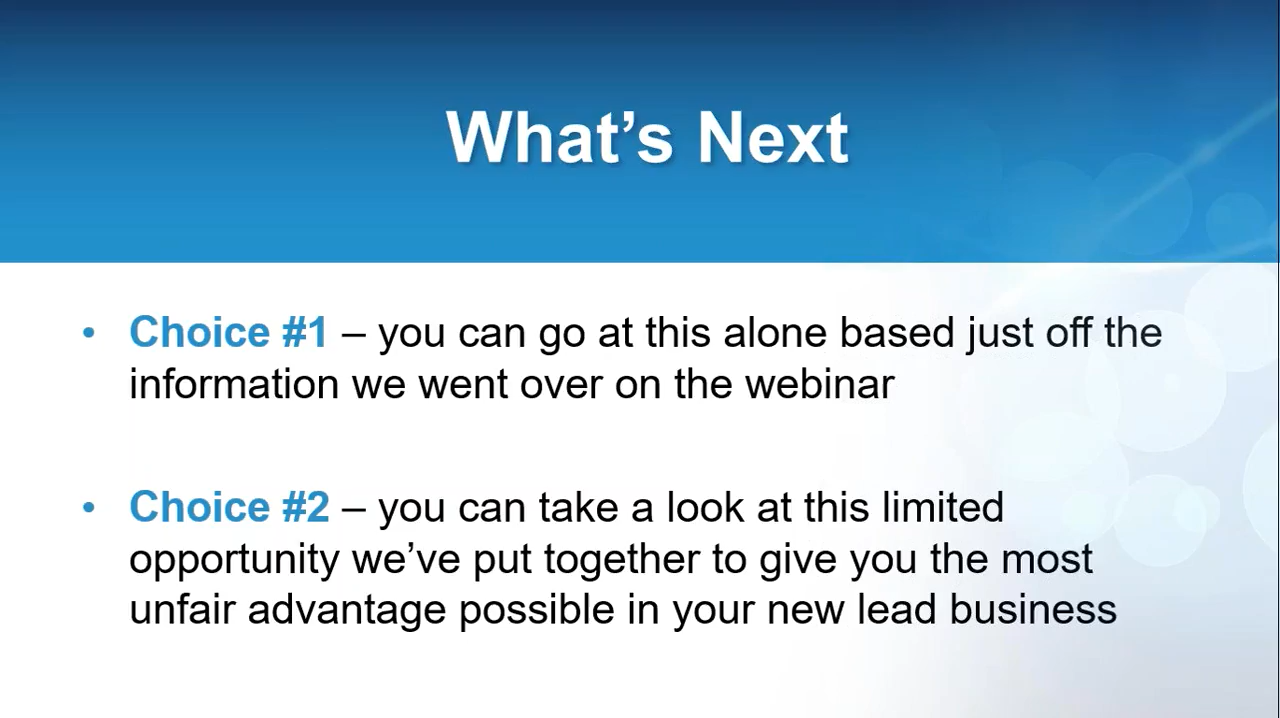 What’s Next
• Choice #1 – you can go at this alone based just off the
information we went over on the webinar
• Choice #2 – you can take a look at this limited
opportunity we’ve put together to give you the most
unfair advantage possible in your new lead business